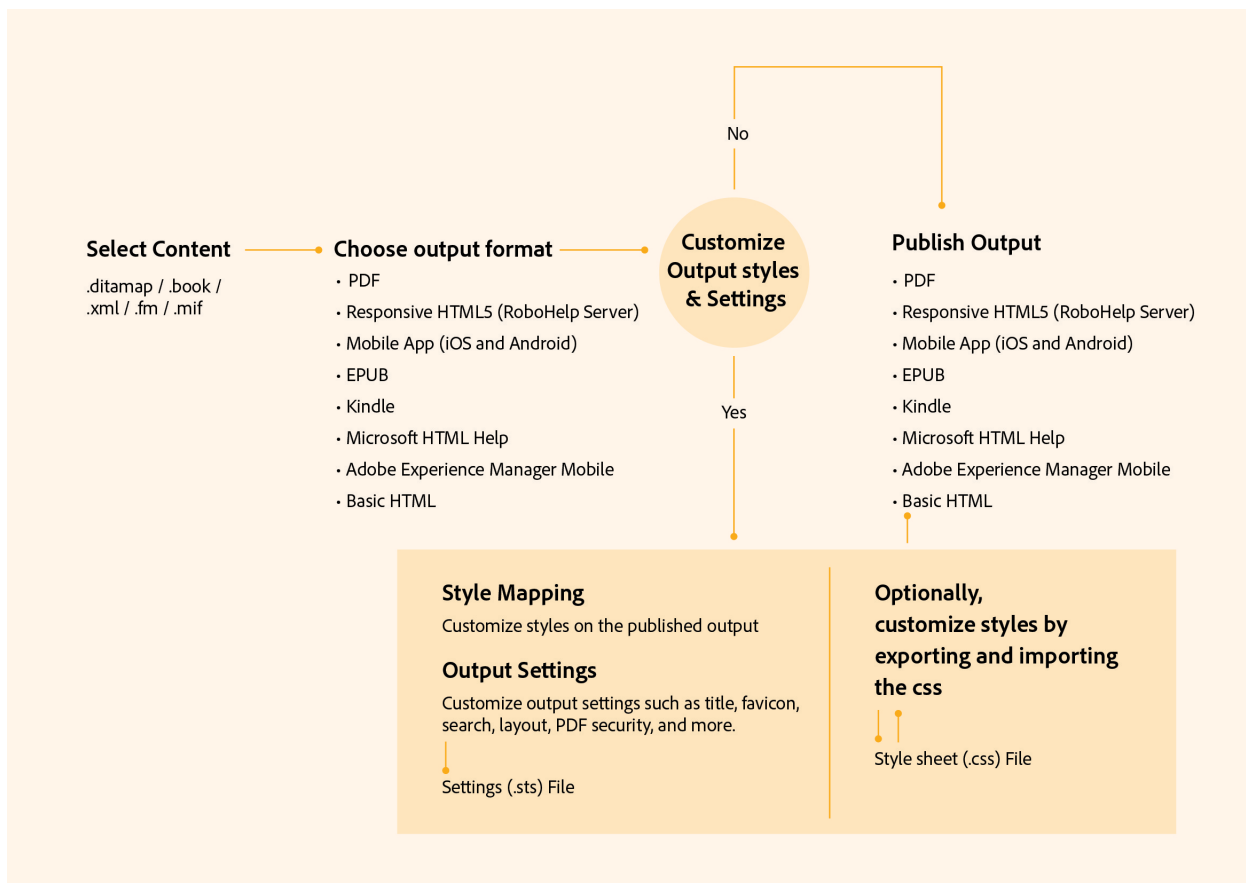 Select Content
.ditamap / .book /
.xml / .fm / .mif
Choose output format
• PDF
• Responsive HTML5 (RoboHelp Server)
• Mobile App (iOS and Android)
• EPUB
• Kindle
• Microsoft HTML Help
• Adobe Experience Manager Mobile
• Basic HTML
No
Customize
Output styles
& Settings
Yes
Publish Output
• PDF
• Responsive HTML5 (RoboHelp Server)
• Mobile App (iOS and Android)
• EPUB
• Kindle
• Microsoft HTML Help
• Adobe Experience Manager Mobile
• Basic HTML
Style Mapping
Customize styles on the published output
Output Settings
Customize output settings such as title, favicon,
search, layout, PDF security, and more.
Settings (.sts) File
Optionally,
customize styles by
exporting and importing
the css
Style sheet (.css) File